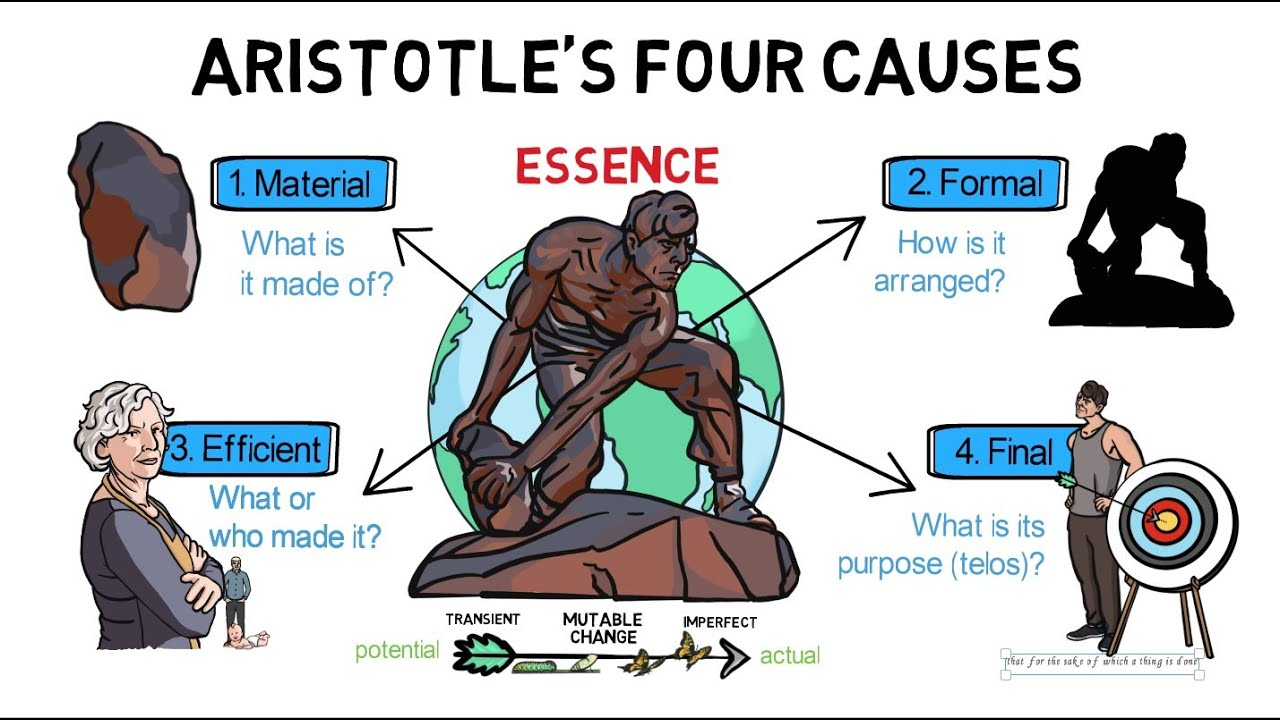 ARISTOTLE'S FOUR CAUSES
ESSENCE
1. Material
What is
it made of?
2. Formal
How is it
arranged?
3. Efficient
What or
who made it?
4. Final
What is its
purpose (telos)?
that for the sake of which a thing is done
TRANSIENT
MUTABLE
CHANGE
IMPERFECT
potential
actual